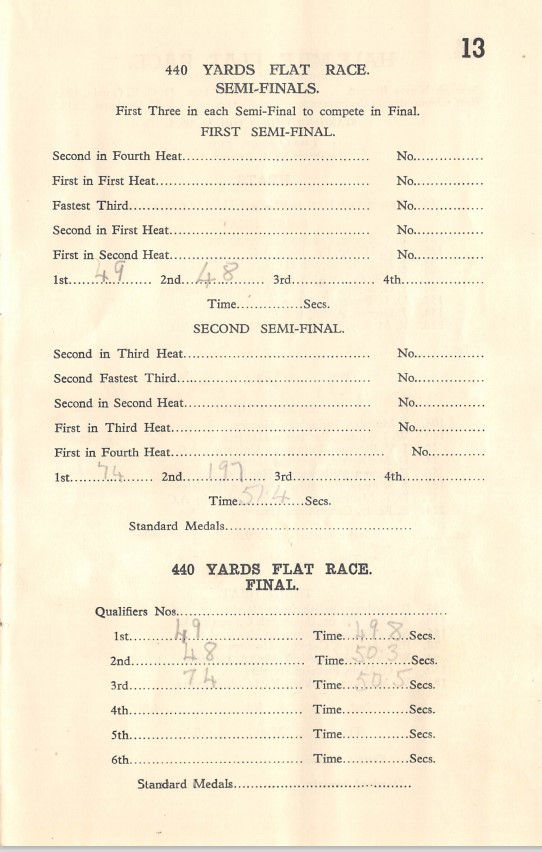 13
440 YARDS FLAT RACE.
SEMI-FINALS.
First Three in each Semi-Final to compete in Final.
FIRST SEMI-FINAL.
Second in Fourth Heat.................................................. No................
First in First Heat.................................................. No................
Fastest Third.................................................. No................
Second in First Heat.................................................. No................
First in Second Heat.................................................. No................
1st....49.... 2nd....48.... 3rd................ 4th................
Time..............Secs.
SECOND SEMI-FINAL.
Second in Third Heat.................................................. No................
Second Fastest Third.................................................. No................
Second in Second Heat.................................................. No................
First in Third Heat.................................................. No................
First in Fourth Heat.................................................. No................
1st....74.... 2nd....197.... 3rd................ 4th................
Time..51.4..Secs.
Standard Medals..................................................
440 YARDS FLAT RACE.
FINAL.
Qualifiers Nos..................................................
1st....49.... Time..49.8..Secs.
2nd....48.... Time..50.3..Secs.
3rd....74.... Time..50.5..Secs.
4th.................................................. Time................Secs.
5th.................................................. Time................Secs.
6th.................................................. Time................Secs.
Standard Medals..................................................